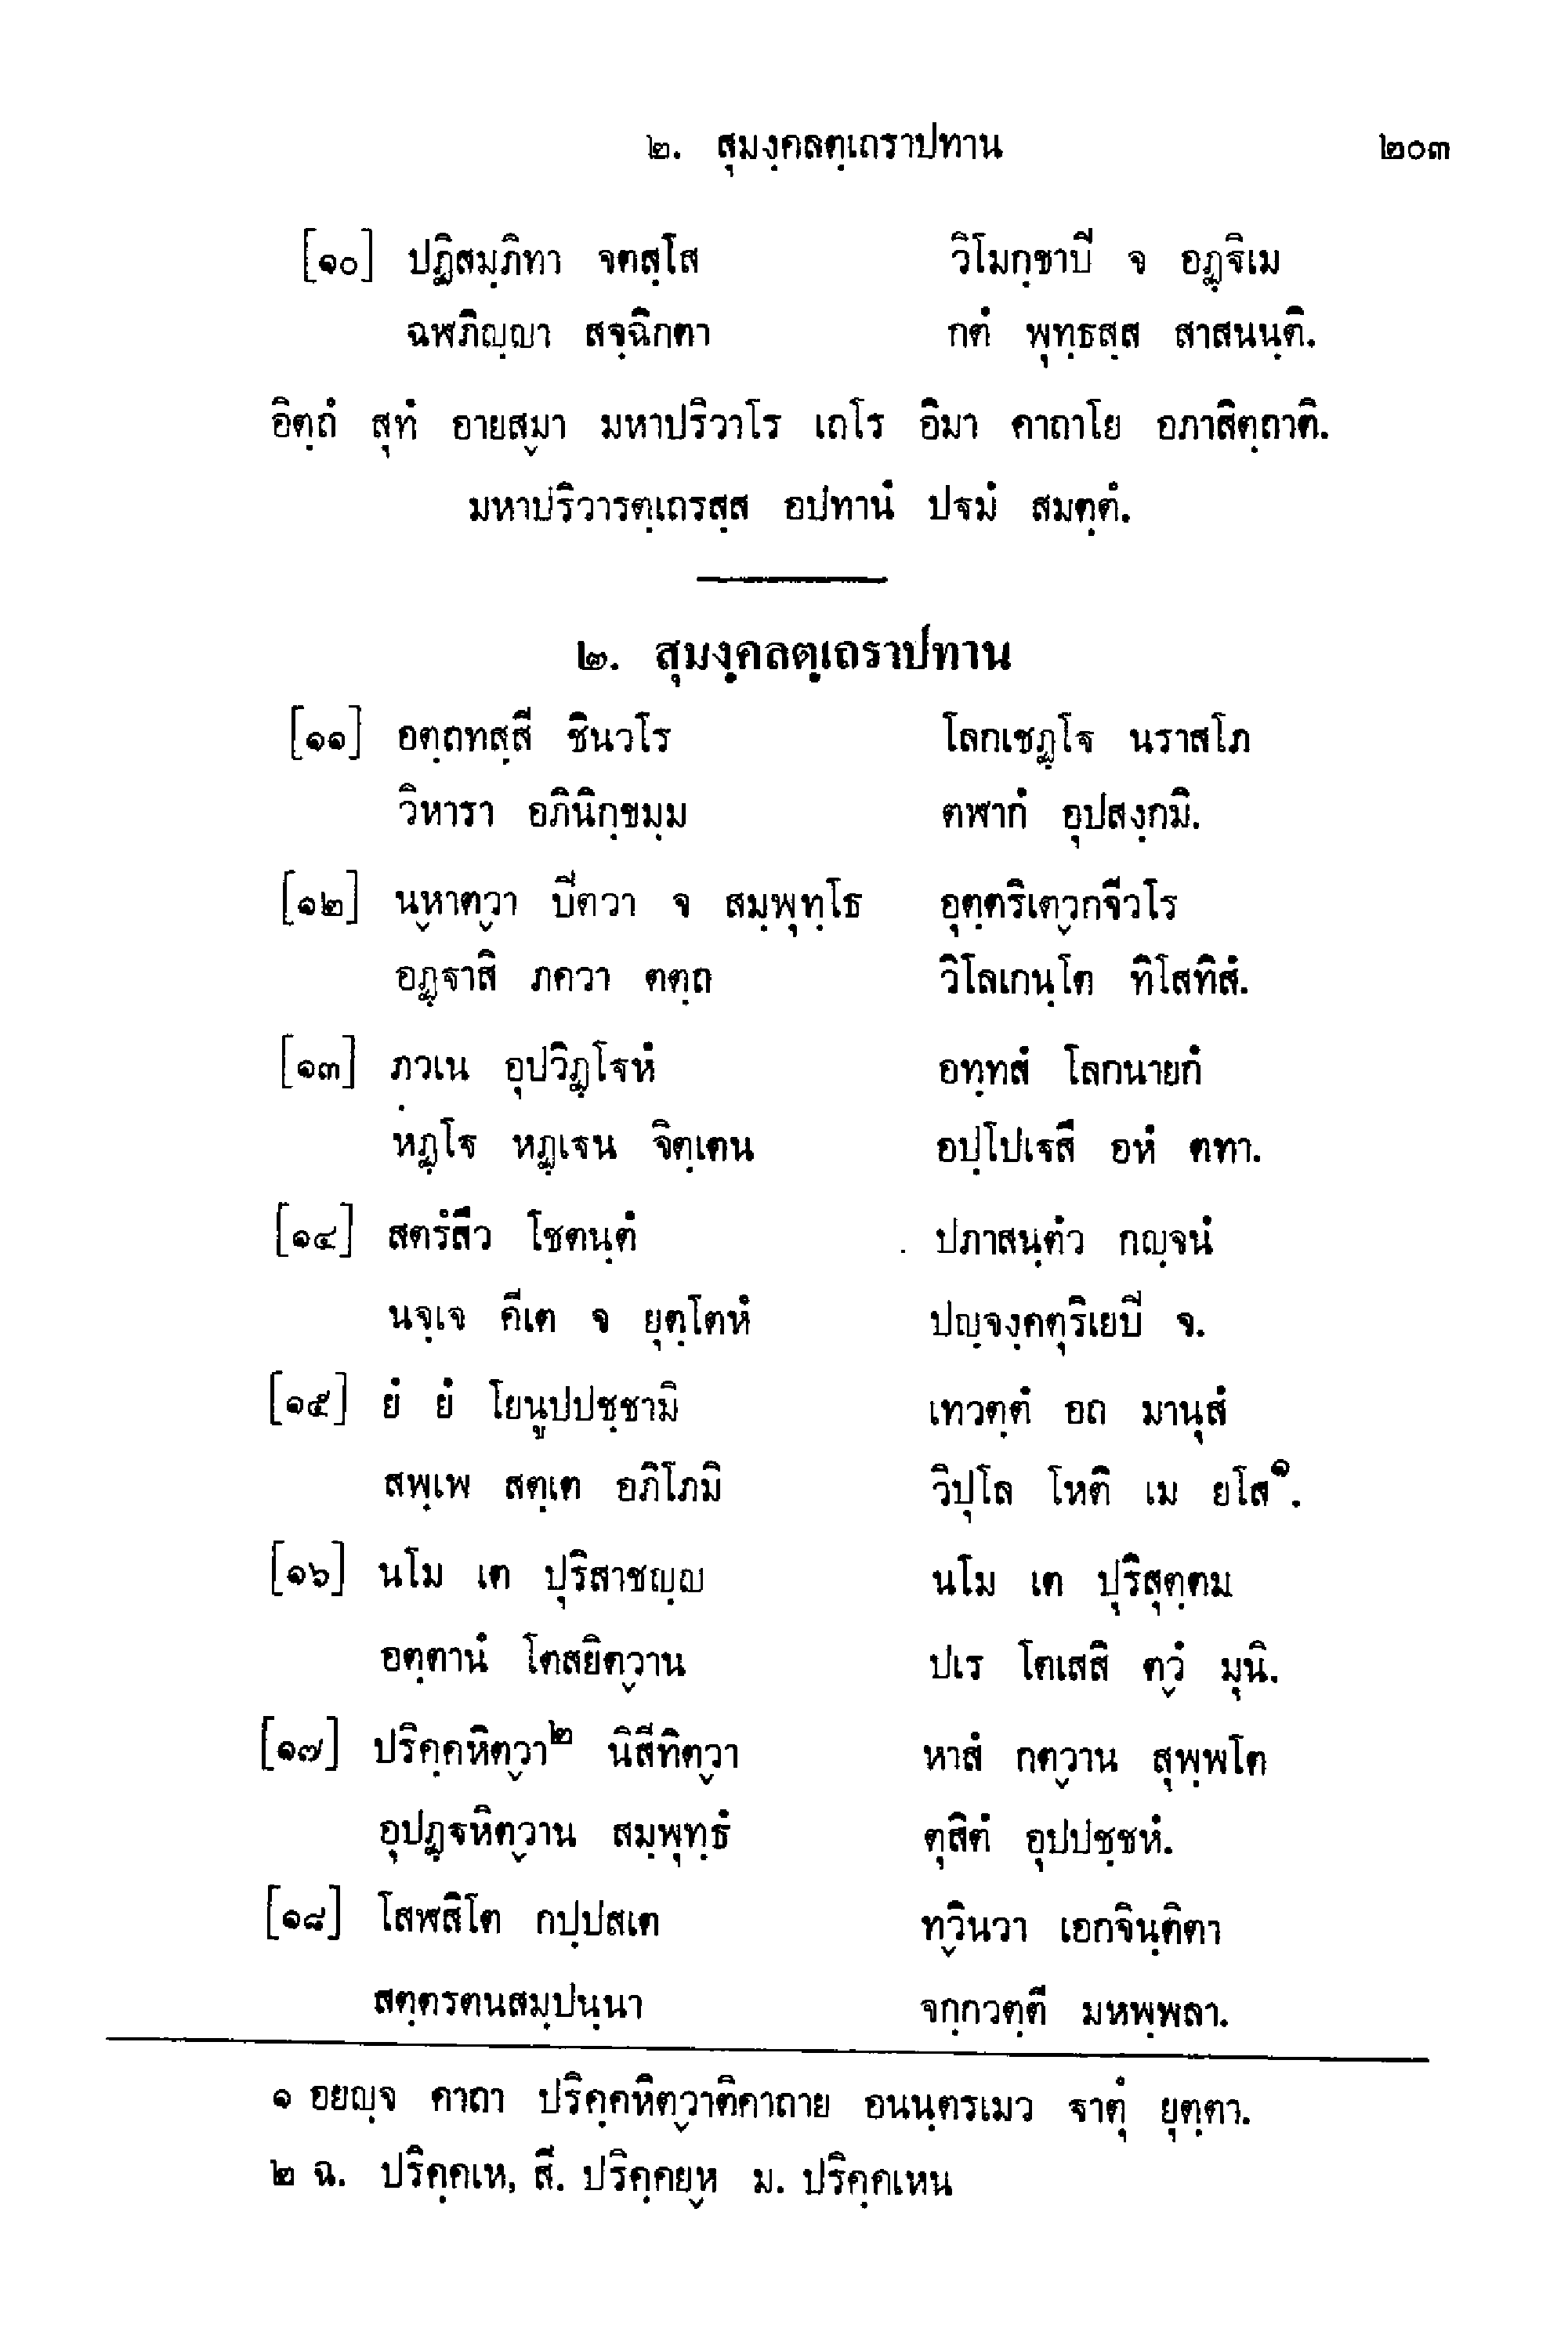 ๒. สุมงฺคลตฺเถราปทาน ๒๐๓
[๑๐] ปฏิสมฺภิทา จตสฺโส วิโมกฺขาปิ จ อฏฺฐิเม
ฉฬภิญฺญา สจฺฉิกตา กตํ พุทฺธสฺส สาสนนฺติ.
อิตฺถํ สุทํ อายสฺมา มหาปริวาโร เถโร อิมา คาถาโย อภาสิตฺถาติ.
มหาปริวารตฺเถรสฺส อปทานํ ปฐมํ สมตฺตํ.
๒. สุมงฺคลตฺเถราปทาน
[๑๑] อตฺถทสฺสี ชินวโร โลกเชฏฺโฐ นราสโภ
วิหารา อภินิกฺขมฺม ตฬากํ อุปสงฺกมิ.
[๑๒] นฺหาตฺวา ปีตวา จ สมฺพุทฺโธ อุตฺตริเตฺวกจีวโร
อฏฺฐาสิ ภควา ตตฺถ วิโลเกนฺโต ทิโสทิสํ.
[๑๓] ภวเน อุปวิฏฺโฐหํ อทฺทสํ โลกนายกํ
หฏฺโฐ หฏฺเฐน จิตฺเตน อปฺโปเฐสึ อหํ ตทา.
[๑๔] สตรํสึว โชตนฺตํ ปภาสนฺตํว กญฺจนํ
นจฺเจ คีเต จ ยุตฺโตหํ ปญฺจงฺคตุริเยปิ จ.
[๑๕] ยํ ยํ โยนูปปชฺชามิ เทวตฺตํ อถ มานุสํ
สพฺเพ สตฺเต อภิโภมิ วิปุโล โหติ เม ยโส๑.
[๑๖] นโม เต ปุริสาชญฺญ นโม เต ปุริสุตฺตม
อตฺตานํ โตสยิตฺวาน ปเร โตเสสิ ตฺวํ มุนิ.
[๑๗] ปริคฺคหิตฺวา๒ นิสีทิตฺวา หาสํ กตฺวาน สุพฺพโต
อุปฏฺฐหิตฺวาน สมฺพุทฺธํ ตุสิตํ อุปปชฺชหํ.
[๑๘] โสฬสิโต กปฺปสเต ทฺวินวา เอกจินฺติตา
สตฺตรตนสมฺปนฺนา จกฺกวตฺตี มหพฺพลา.
๑ อยญฺจ คาถา ปริคฺคหิตฺวาติคาถาย อนนฺตรเมว ฐาตุํ ยุตฺตา.
๒ ฉ. ปริคฺคเห, สี. ปริคฺคยฺห ม. ปริคฺคเหน